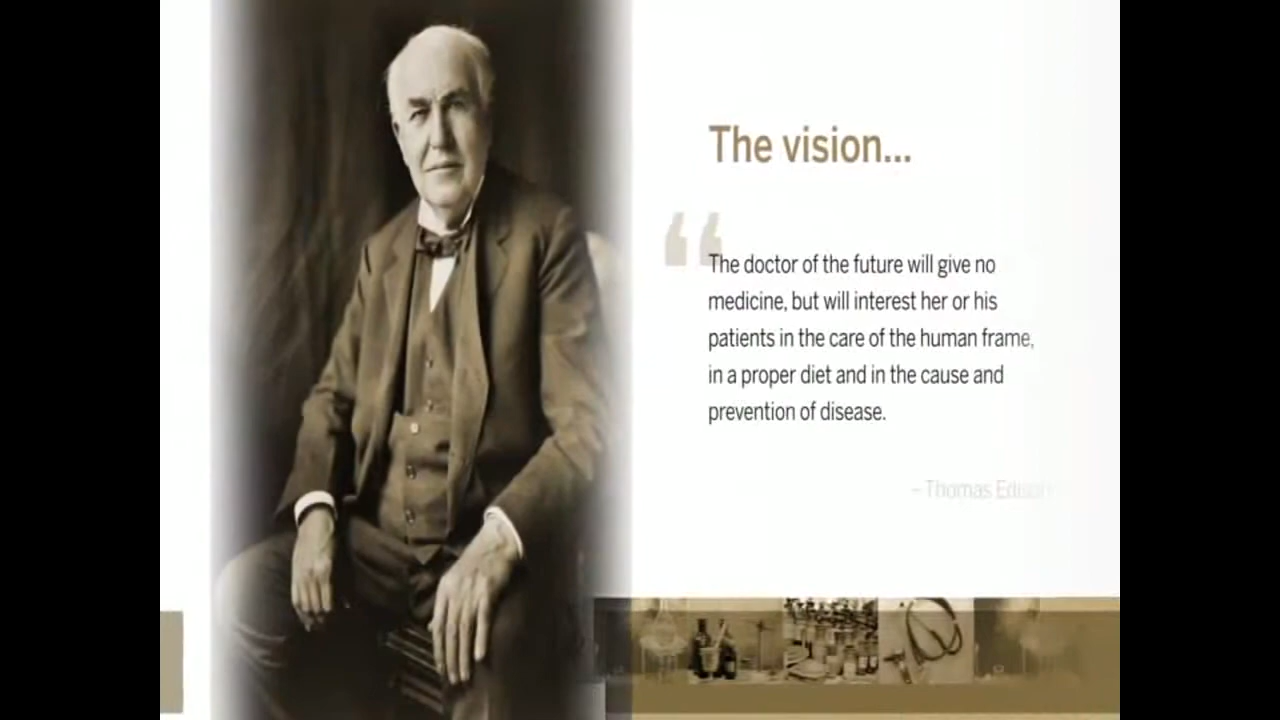 The vision...
“
The doctor of the future will give no
medicine, but will interest her or his
patients in the care of the human frame,
in a proper diet and in the cause and
prevention of disease.
– Thomas Edison